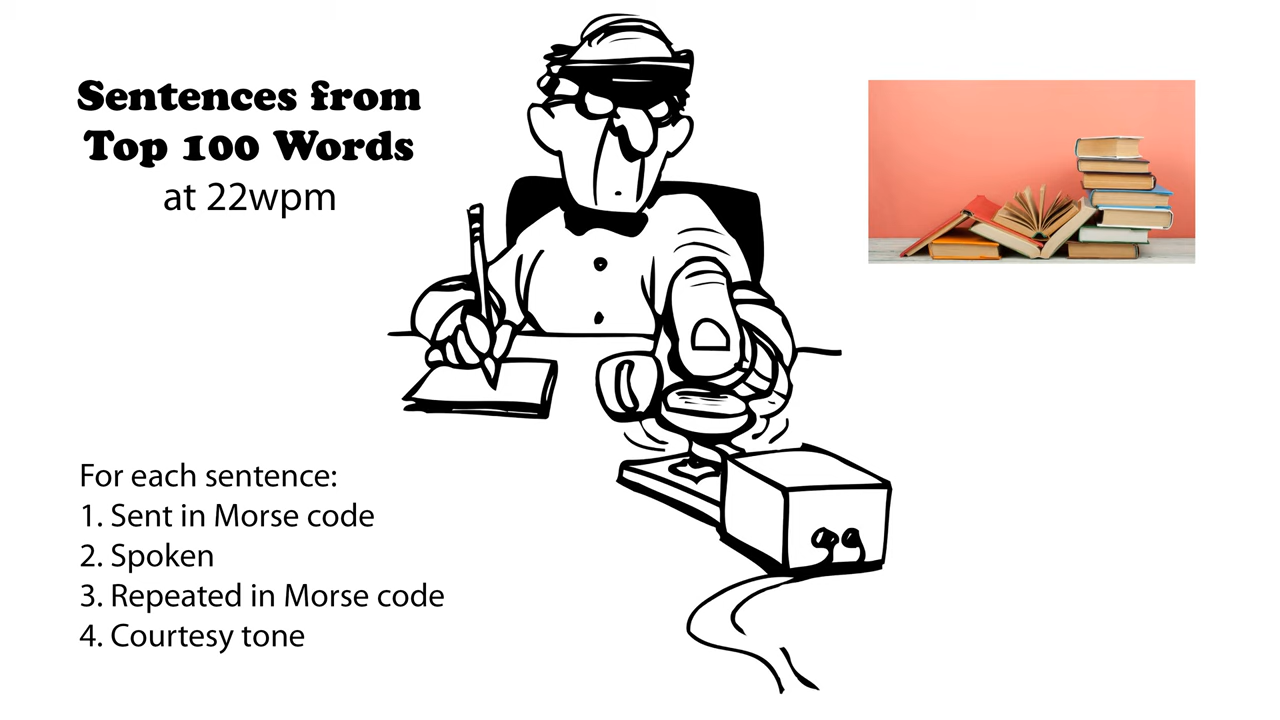 Sentences from
Top 100 Words
at 22wpm
For each sentence:
1. Sent in Morse code
2. Spoken
3. Repeated in Morse code
4. Courtesy tone